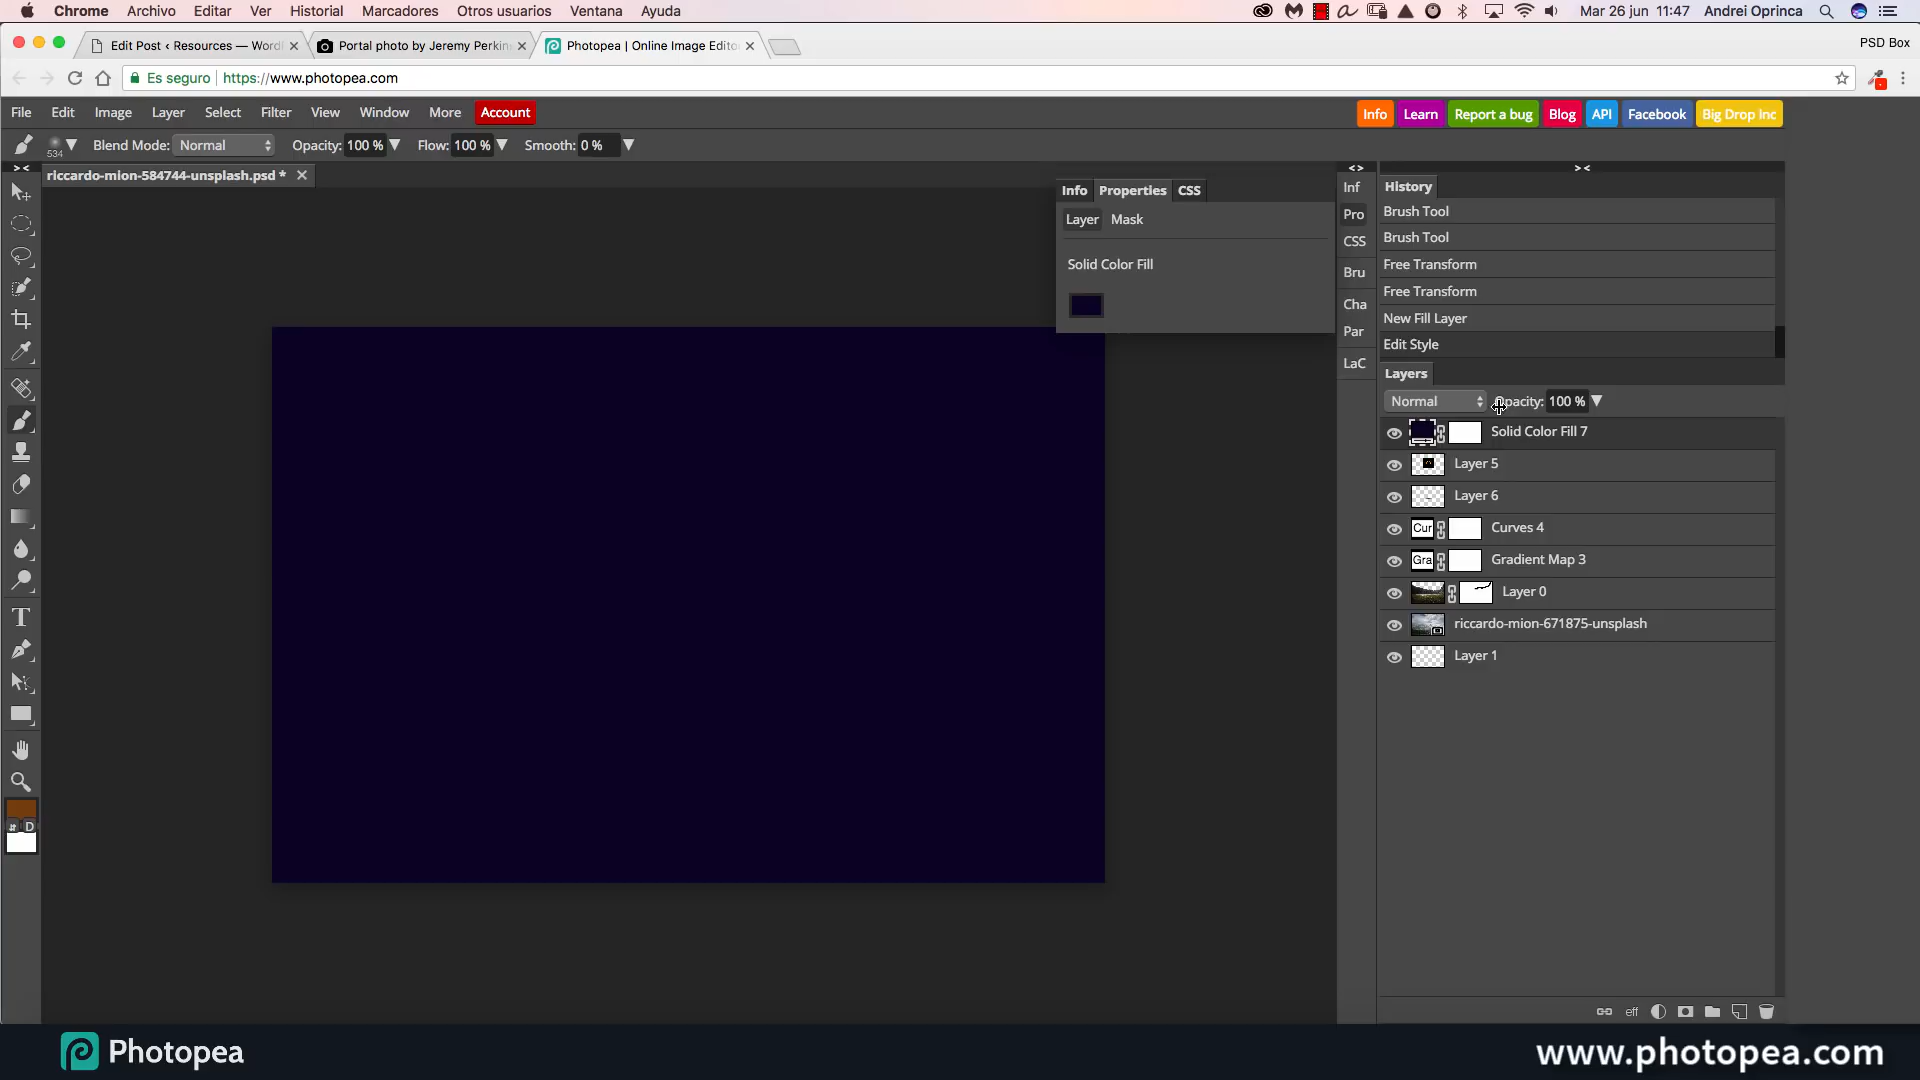 Chrome Archivo Editar Ver Historial Marcadores Otros usuarios Ventana Ayuda Mar 26 jun 11:47 Andrei Oprinca
Edit Post ‹ Resources — Word Portal photo by Jeremy Perkin Photopea | Online Image Edito PSD Box
Es seguro https://www.photopea.com
File Edit Image Layer Select Filter View Window More Account Info Learn Report a bug Blog API Facebook Big Drop Inc
534 Blend Mode: Normal Opacity: 100 % Flow: 100 % Smooth: 0 %
riccardo-mion-584744-unsplash.psd *
Info Properties CSS
Layer Mask
Solid Color Fill
Inf
Pro
CSS
Bru
Cha
Par
LaC
History
Brush Tool
Brush Tool
Free Transform
Free Transform
New Fill Layer
Edit Style
Layers
Normal Opacity: 100 %
Solid Color Fill 7
Layer 5
Layer 6
Cur Curves 4
Gra Gradient Map 3
Layer 0
riccardo-mion-671875-unsplash
Layer 1
T
D
eff
Photopea www.photopea.com